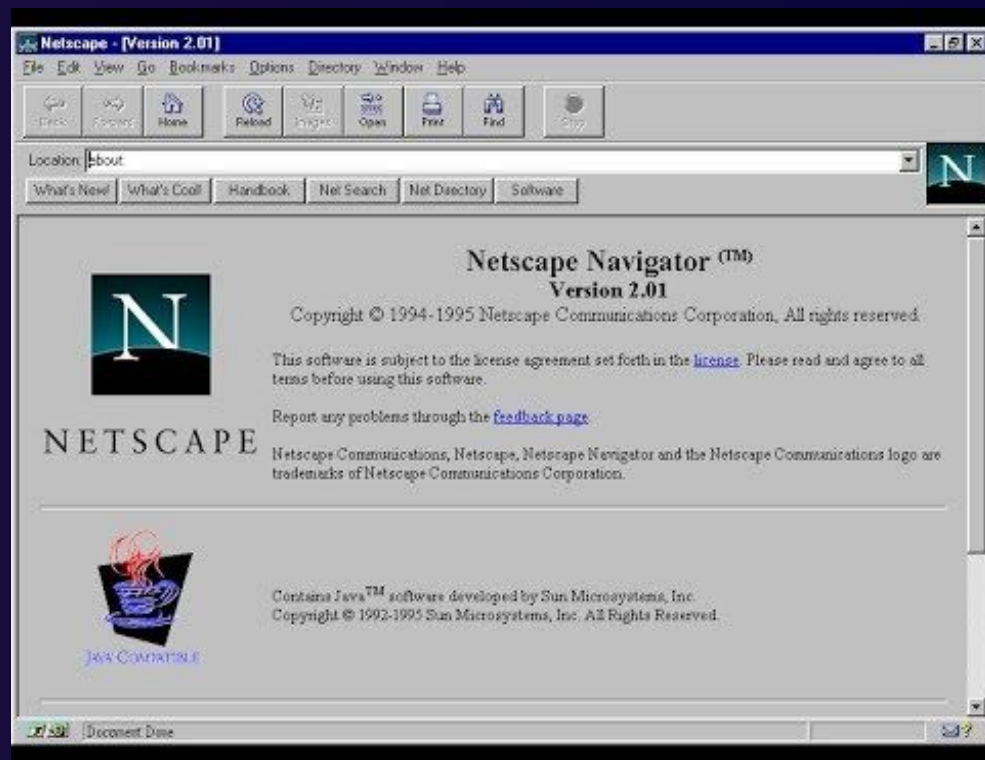 Netscape - [Version 2.01]
File Edit View Go Bookmarks Options Directory Window Help
Back Forward Home Reload Images Open Print Find Stop
Location: about:
What's New! What's Cool! Handbook Net Search Net Directory Software
N
N
Netscape Navigator (TM)
Version 2.01
Copyright © 1994-1995 Netscape Communications Corporation, All rights reserved.
This software is subject to the license agreement set forth in the license. Please read and agree to all
terms before using this software.
Report any problems through the feedback page.
NETSCAPE
Netscape Communications, Netscape, Netscape Navigator and the Netscape Communications logo are
trademarks of Netscape Communications Corporation.
Contains Java™ software developed by Sun Microsystems, Inc.
Copyright © 1992-1995 Sun Microsystems, Inc. All Rights Reserved.
JAVA COMPATIBLE
Document Done